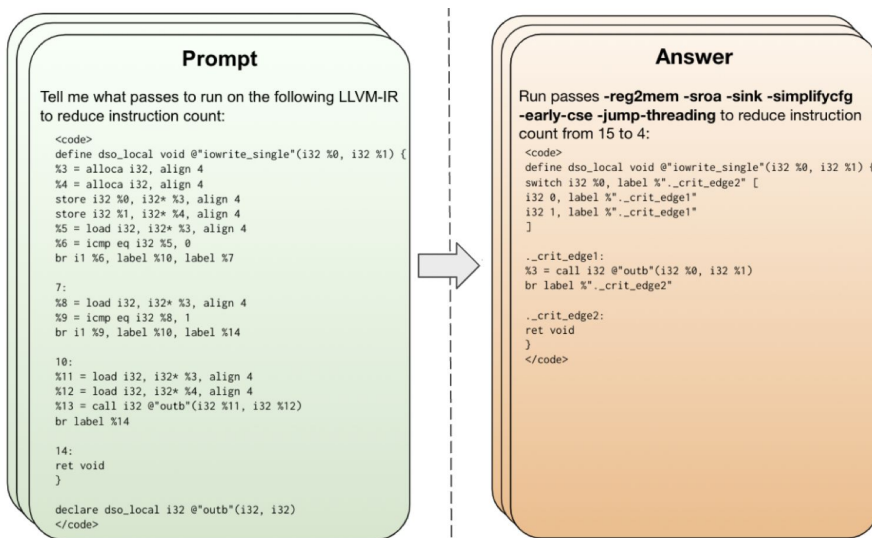 Prompt
Tell me what passes to run on the following LLVM-IR
to reduce instruction count:
<code>
define dso_local void @"iowrite_single"(i32 %0, i32 %1) {
%3 = alloca i32, align 4
%4 = alloca i32, align 4
store i32 %0, i32* %3, align 4
store i32 %1, i32* %4, align 4
%5 = load i32, i32* %3, align 4
%6 = icmp eq i32 %5, 0
br i1 %6, label %10, label %7
7:
%8 = load i32, i32* %3, align 4
%9 = icmp eq i32 %8, 1
br i1 %9, label %10, label %14
10:
%11 = load i32, i32* %3, align 4
%12 = load i32, i32* %4, align 4
%13 = call i32 @"outb"(i32 %11, i32 %12)
br label %14
14:
ret void
}
declare dso_local i32 @"outb"(i32, i32)
</code>
Answer
Run passes -reg2mem -sroa -sink -simplifycfg
-early-cse -jump-threading to reduce instruction
count from 15 to 4:
<code>
define dso_local void @"iowrite_single"(i32 %0, i32 %1) {
switch i32 %0, label %"._crit_edge2" [
i32 0, label %"._crit_edge1"
i32 1, label %"._crit_edge1"
]
._crit_edge1:
%3 = call i32 @"outb"(i32 %0, i32 %1)
br label %"._crit_edge2"
._crit_edge2:
ret void
}
</code>